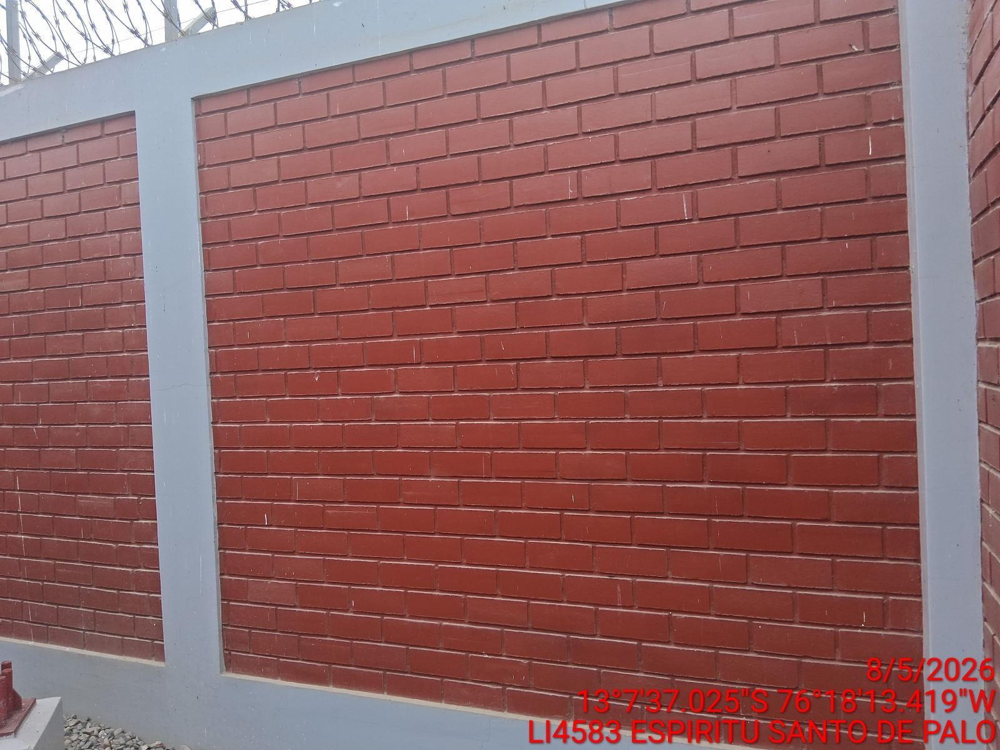 8/5/2026
13°7'37.025"S 76°18'13.419"W
LI4583 ESPIRITU SANTO DE PALO